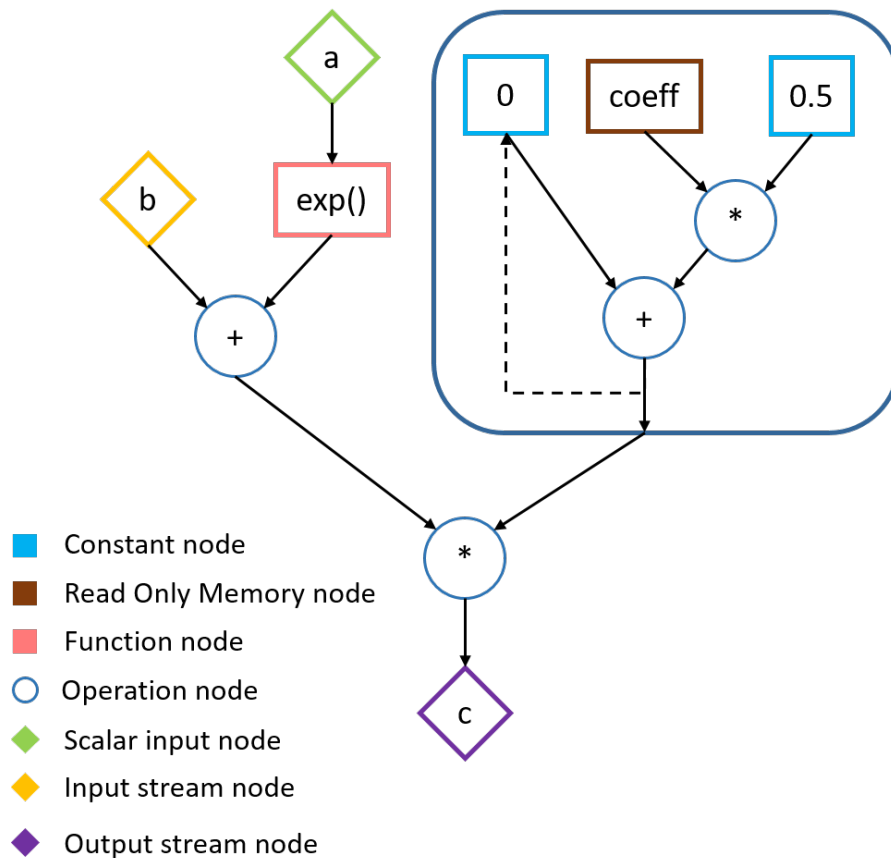 a
0
coeff
0.5
b
exp()
*
+
+
*
c
Constant node
Read Only Memory node
Function node
Operation node
Scalar input node
Input stream node
Output stream node